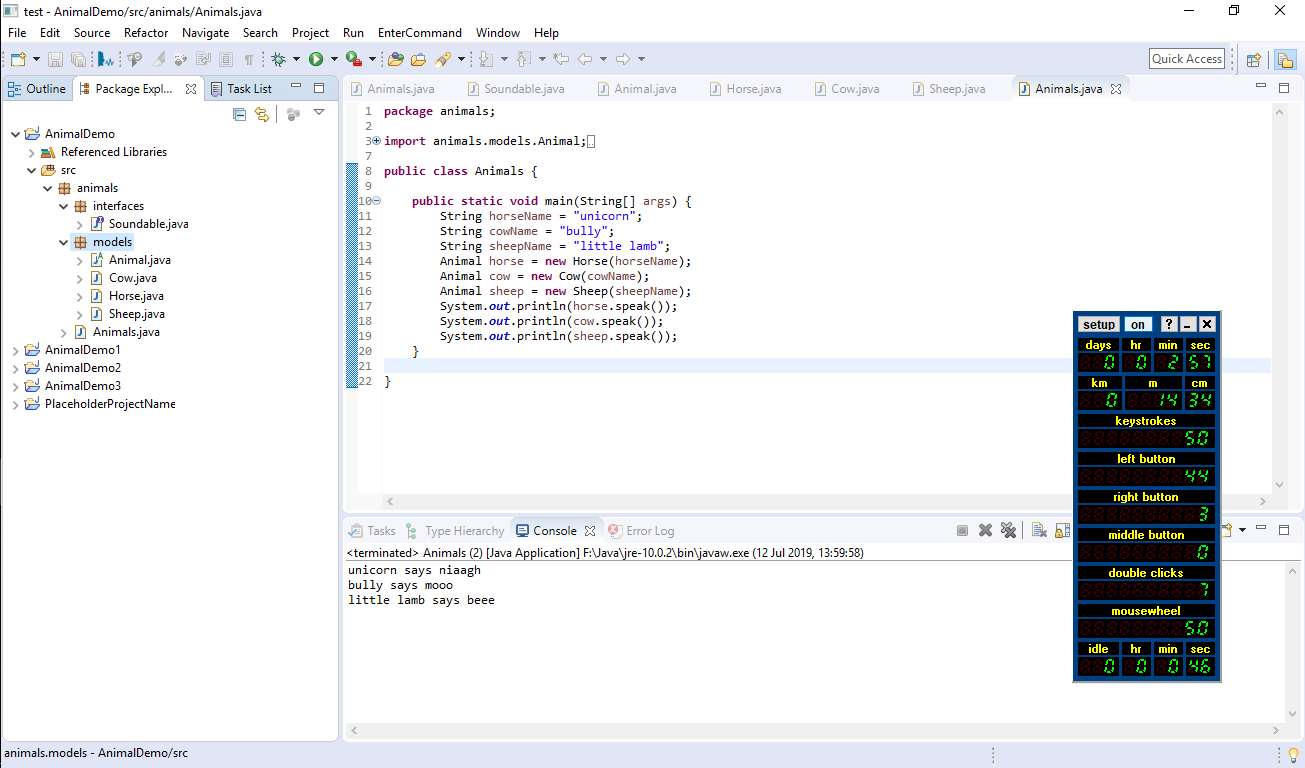 test - AnimalDemo/src/animals/Animals.java
File Edit Source Refactor Navigate Search Project Run EnterCommand Window Help
Quick Access
Outline Package Expl... Task List
AnimalDemo
Referenced Libraries
src
animals
interfaces
Soundable.java
models
Animal.java
Cow.java
Horse.java
Sheep.java
Animals.java
AnimalDemo1
AnimalDemo2
AnimalDemo3
PlaceholderProjectName
Animals.java Soundable.java Animal.java Horse.java Cow.java Sheep.java Animals.java
1 package animals;
2
3 import animals.models.Animal;
7
8 public class Animals {
9
10 public static void main(String[] args) {
11 String horseName = "unicorn";
12 String cowName = "bully";
13 String sheepName = "little lamb";
14 Animal horse = new Horse(horseName);
15 Animal cow = new Cow(cowName);
16 Animal sheep = new Sheep(sheepName);
17 System.out.println(horse.speak());
18 System.out.println(cow.speak());
19 System.out.println(sheep.speak());
20 }
21
22 }
Tasks Type Hierarchy Console Error Log
<terminated> Animals (2) [Java Application] F:\Java\jre-10.0.2\bin\javaw.exe (12 Jul 2019, 13:59:58)
unicorn says niaagh
bully says mooo
little lamb says beee
setup on ?
days hr min sec
0 0 2 57
km m cm
0 14 34
keystrokes
50
left button
44
right button
3
middle button
0
double clicks
7
mousewheel
50
idle hr min sec
0 0 0 46
animals.models - AnimalDemo/src